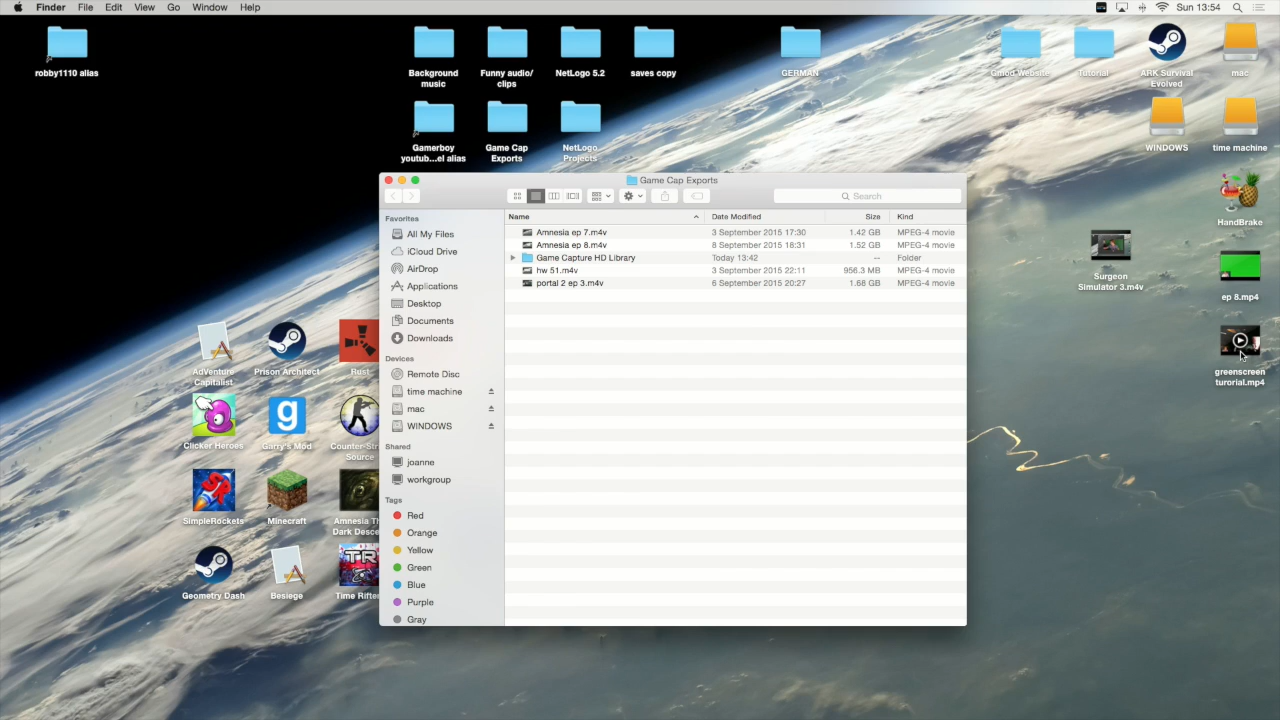 Finder File Edit View Go Window Help
Sun 13:54
robby1110 alias
Background
music
Funny audio/
clips
NetLogo 5.2
saves copy
GERMAN
Gmod Website
Tutorial
ARK Survival
Evolved
mac
Gamerboy
youtub...el alias
Game Cap
Exports
NetLogo
Projects
WINDOWS
time machine
HandBrake
Surgeon
Simulator 3.m4v
ep 8.mp4
greenscreen
turorial.mp4
AdVenture
Capitalist
Prison Architect
Rust
Clicker Heroes
Garry's Mod
Counter-Str
Source
SimpleRockets
Minecraft
Amnesia Th
Dark Desce
Geometry Dash
Besiege
Time Rifter
Game Cap Exports
Search
Favorites
All My Files
iCloud Drive
AirDrop
Applications
Desktop
Documents
Downloads
Devices
Remote Disc
time machine
mac
WINDOWS
Shared
joanne
workgroup
Tags
Red
Orange
Yellow
Green
Blue
Purple
Gray
Name Date Modified Size Kind
Amnesia ep 7.m4v 3 September 2015 17:30 1.42 GB MPEG-4 movie
Amnesia ep 8.m4v 8 September 2015 18:31 1.52 GB MPEG-4 movie
Game Capture HD Library Today 13:42 -- Folder
hw 51.m4v 3 September 2015 22:11 956.3 MB MPEG-4 movie
portal 2 ep 3.m4v 6 September 2015 20:27 1.68 GB MPEG-4 movie